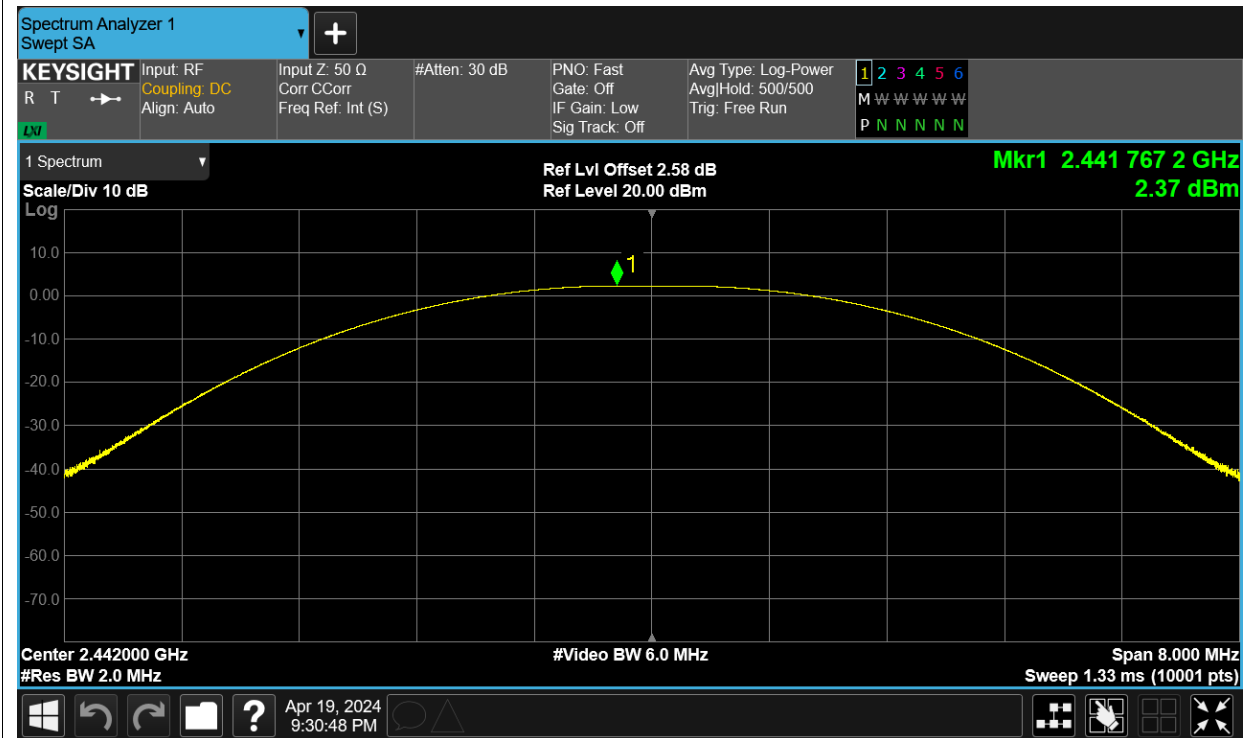 Spectrum Analyzer 1
Swept SA
KEYSIGHT
R T
LXI
Input: RF
Coupling: DC
Align: Auto
Input Z: 50 Ω
Corr CCorr
Freq Ref: Int (S)
#Atten: 30 dB
PNO: Fast
Gate: Off
IF Gain: Low
Sig Track: Off
Avg Type: Log-Power
Avg|Hold: 500/500
Trig: Free Run
1 2 3 4 5 6
M W W W W W
P N N N N N
1 Spectrum
Scale/Div 10 dB
Log
Ref Lvl Offset 2.58 dB
Ref Level 20.00 dBm
Mkr1 2.441 767 2 GHz
2.37 dBm
10.0
1
0.00
-10.0
-20.0
-30.0
-40.0
-50.0
-60.0
-70.0
Center 2.442000 GHz
#Res BW 2.0 MHz
#Video BW 6.0 MHz
Span 8.000 MHz
Sweep 1.33 ms (10001 pts)
?
Apr 19, 2024
9:30:48 PM